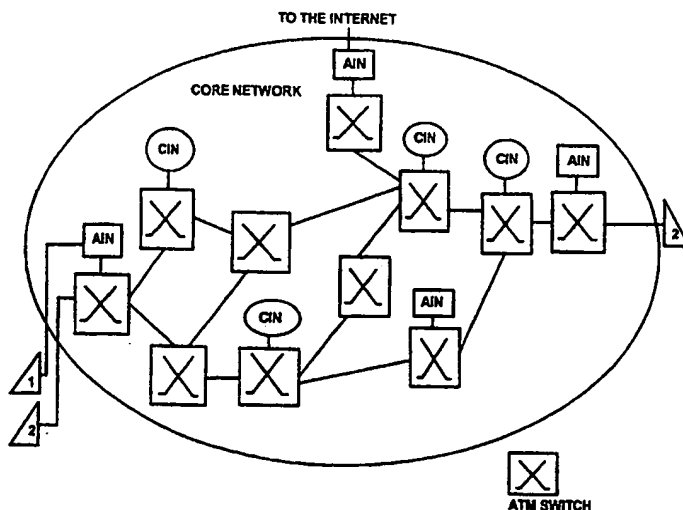 TO THE INTERNET
AIN
CORE NETWORK
CIN
CIN
CIN
AIN
AIN
2
CIN
AIN
1
2
ATM SWITCH